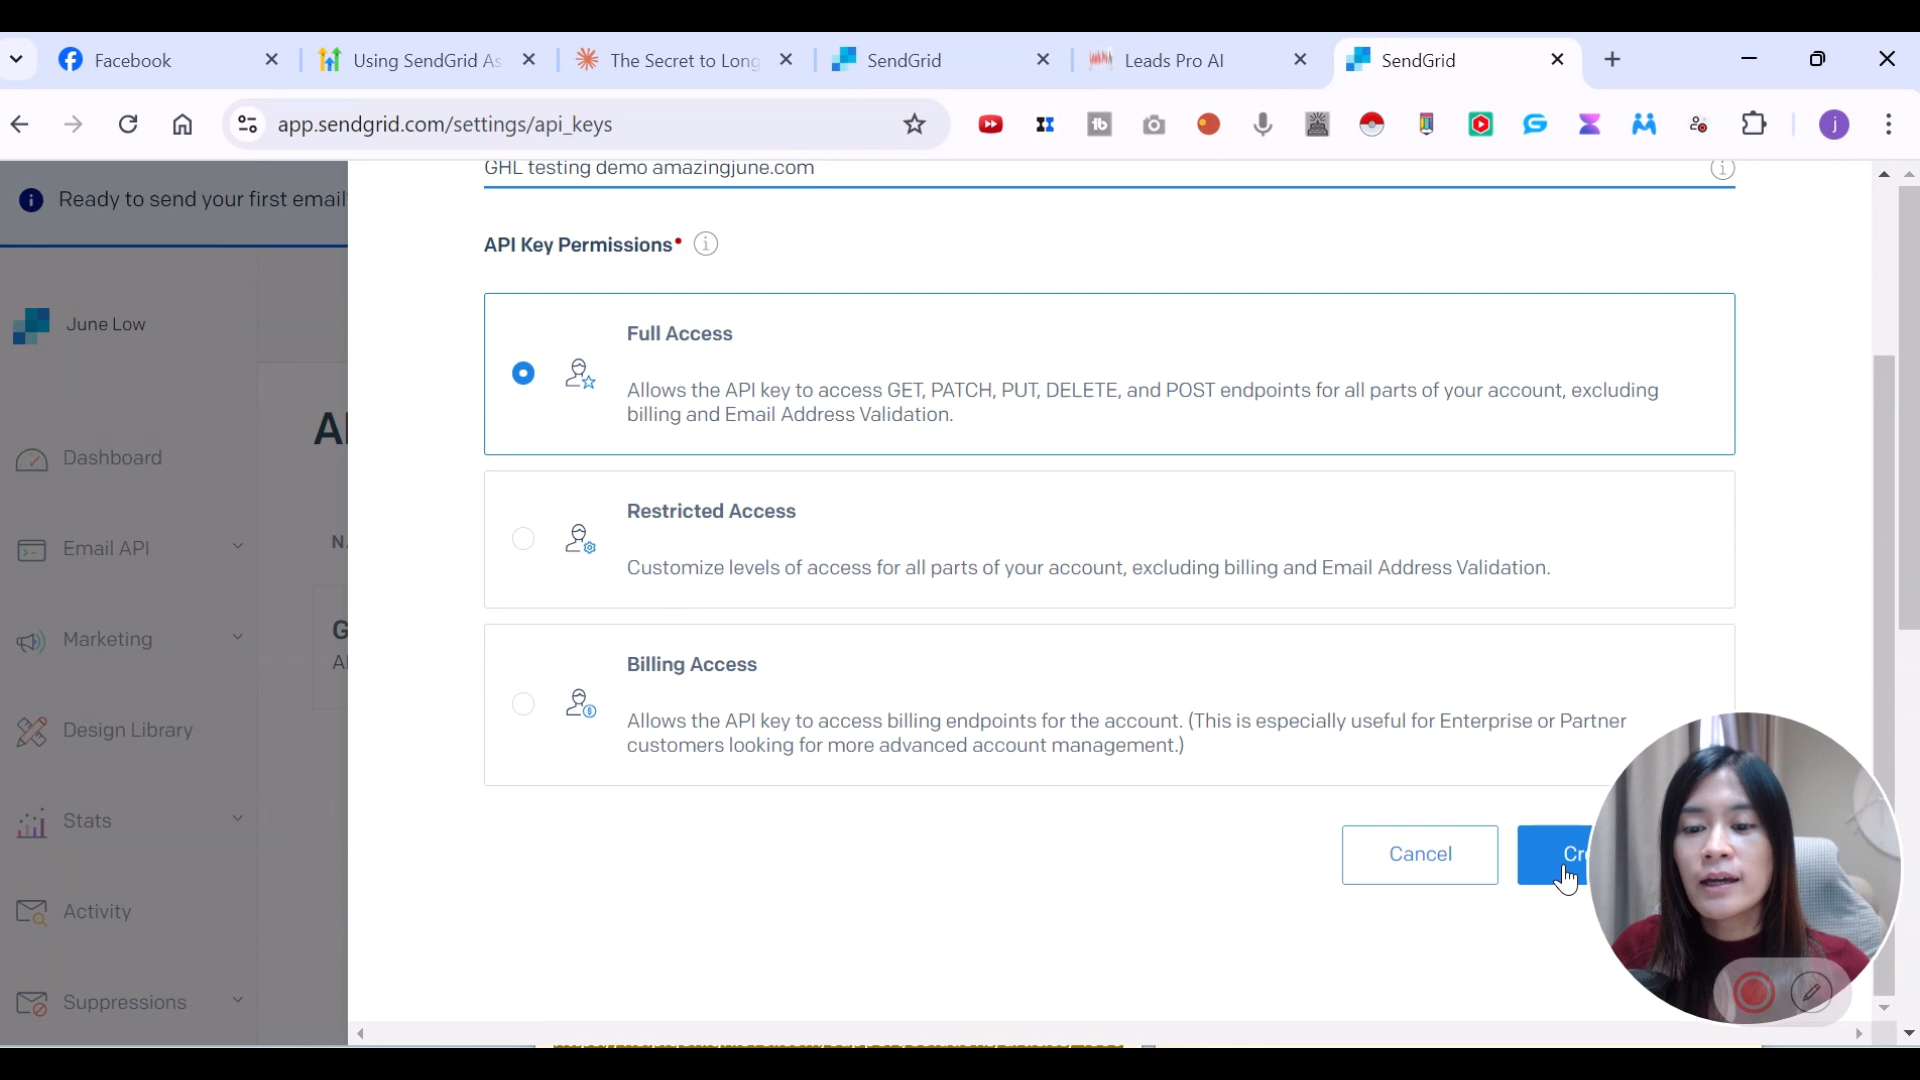 Facebook
Using SendGrid As
The Secret to Long
SendGrid
Leads Pro AI
SendGrid
app.sendgrid.com/settings/api_keys
j
Ready to send your first email
GHL testing demo amazingjune.com
API Key Permissions•
June Low
Full Access
Allows the API key to access GET, PATCH, PUT, DELETE, and POST endpoints for all parts of your account, excluding
billing and Email Address Validation.
Dashboard
Restricted Access
Customize levels of access for all parts of your account, excluding billing and Email Address Validation.
Email API
Marketing
Billing Access
Allows the API key to access billing endpoints for the account. (This is especially useful for Enterprise or Partner
customers looking for more advanced account management.)
Design Library
Stats
Cancel
Activity
Suppressions